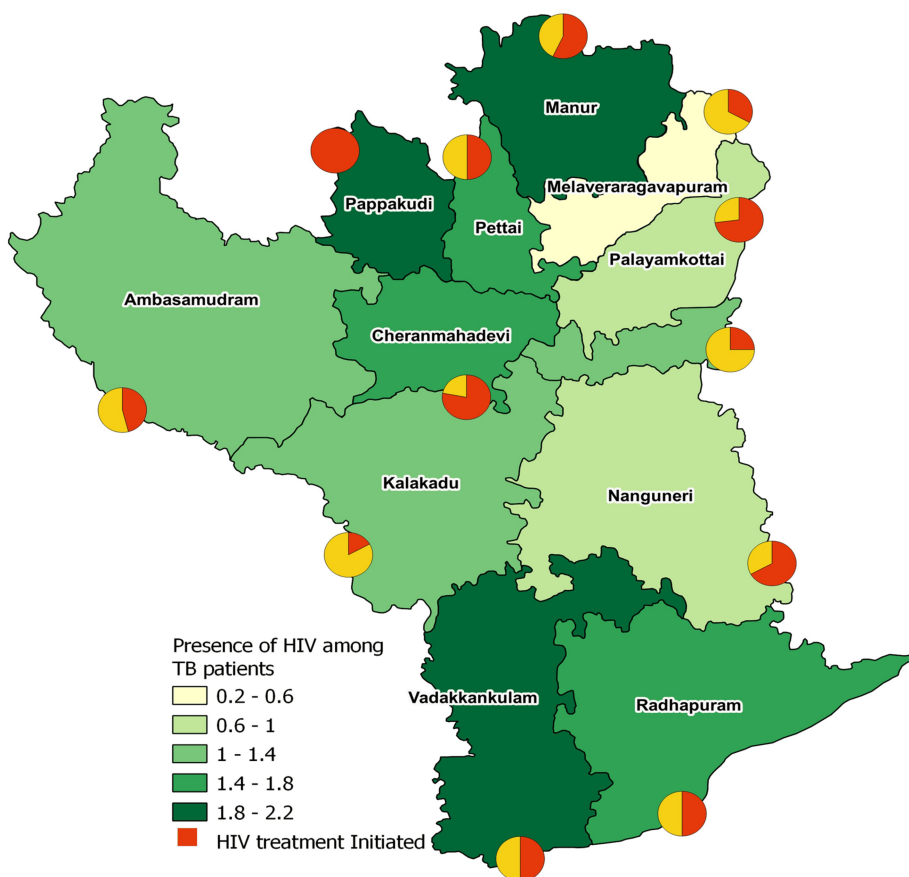 Manur
Melaveraragavapuram
Pappakudi
Pettai
Palayamkottai
Ambasamudram
Cheranmahadevi
Kalakadu
Nanguneri
Vadakkankulam
Radhapuram
Presence of HIV among
TB patients
0.2 - 0.6
0.6 - 1
1 - 1.4
1.4 - 1.8
1.8 - 2.2
HIV treatment Initiated